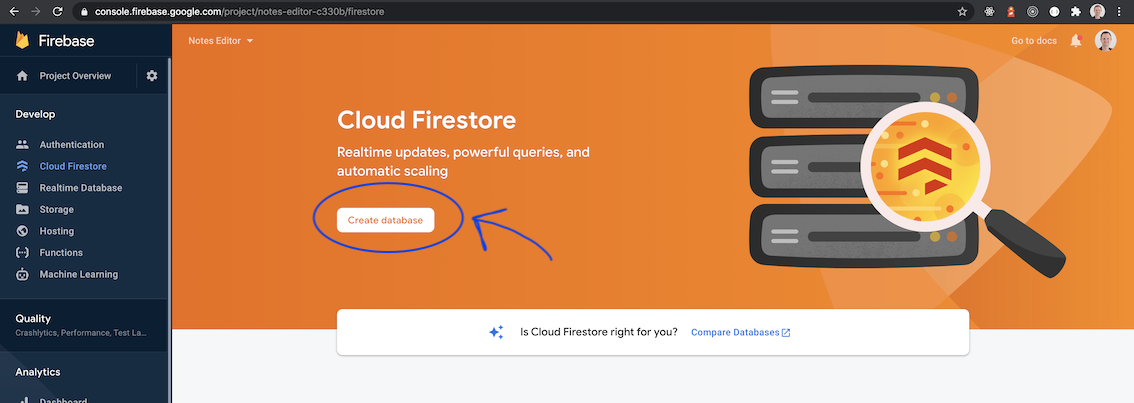 console.firebase.google.com/project/notes-editor-c330b/firestore
Firebase
Notes Editor
Go to docs
Project Overview
Develop
Authentication
Cloud Firestore
Realtime Database
Storage
Hosting
Functions
Machine Learning
Quality
Crashlytics, Performance, Test La...
Analytics
Dashboard
Cloud Firestore
Realtime updates, powerful queries, and
automatic scaling
Create database
Is Cloud Firestore right for you? Compare Databases